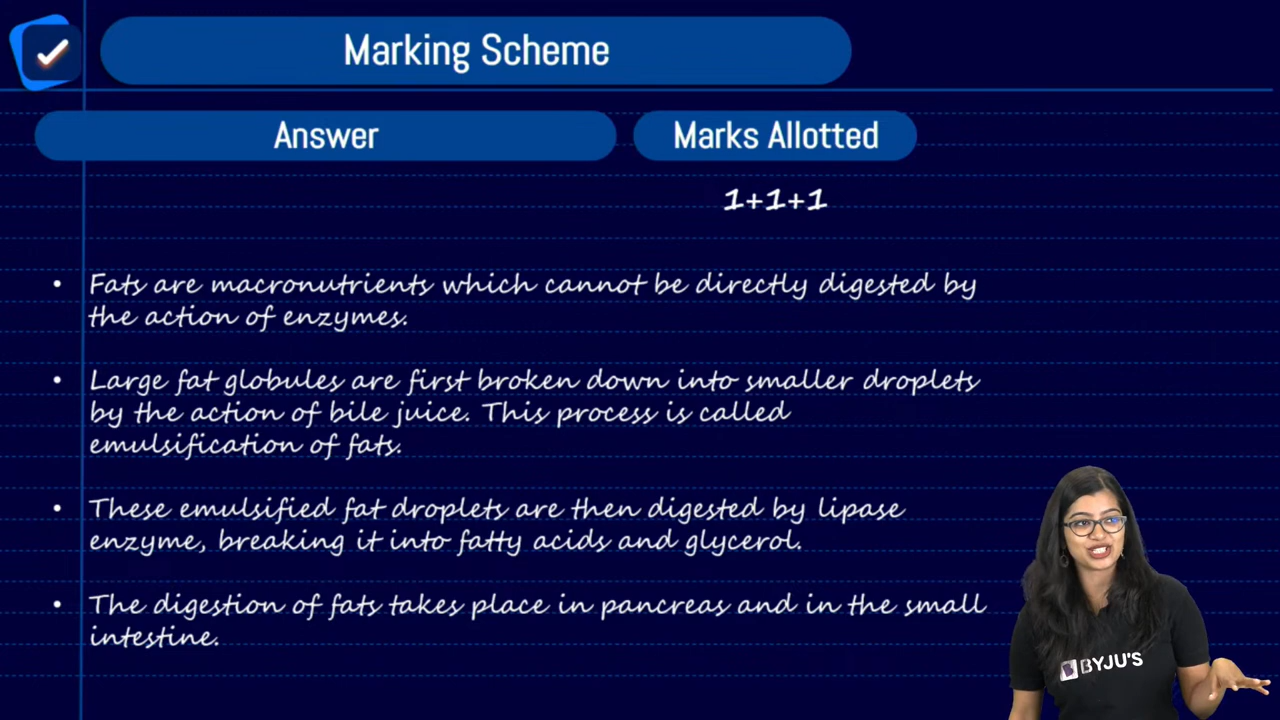 Marking Scheme
Answer
Marks Allotted
1+1+1
• Fats are macronutrients which cannot be directly digested by
the action of enzymes.
• Large fat globules are first broken down into smaller droplets
by the action of bile juice. This process is called
emulsification of fats.
• These emulsified fat droplets are then digested by lipase
enzyme, breaking it into fatty acids and glycerol.
• The digestion of fats takes place in pancreas and in the small
intestine.
BYJU'S